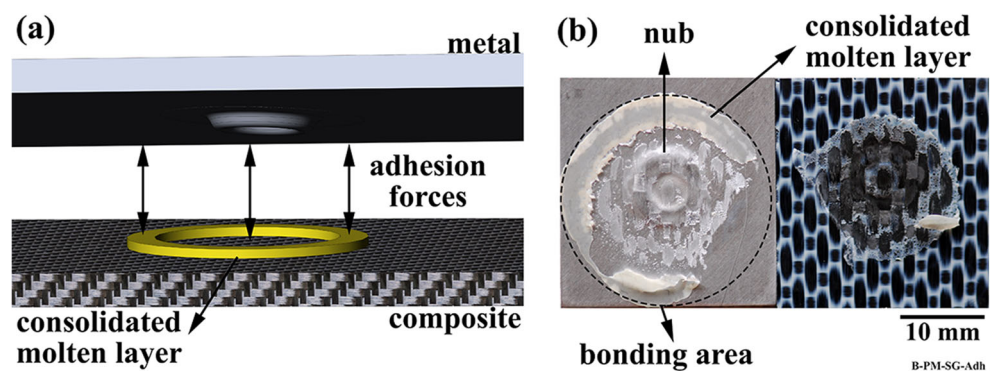 (a)
metal
adhesion
forces
consolidated
molten layer
composite
(b)
nub
consolidated
molten layer
bonding area
10 mm
B-PM-SG-Adh